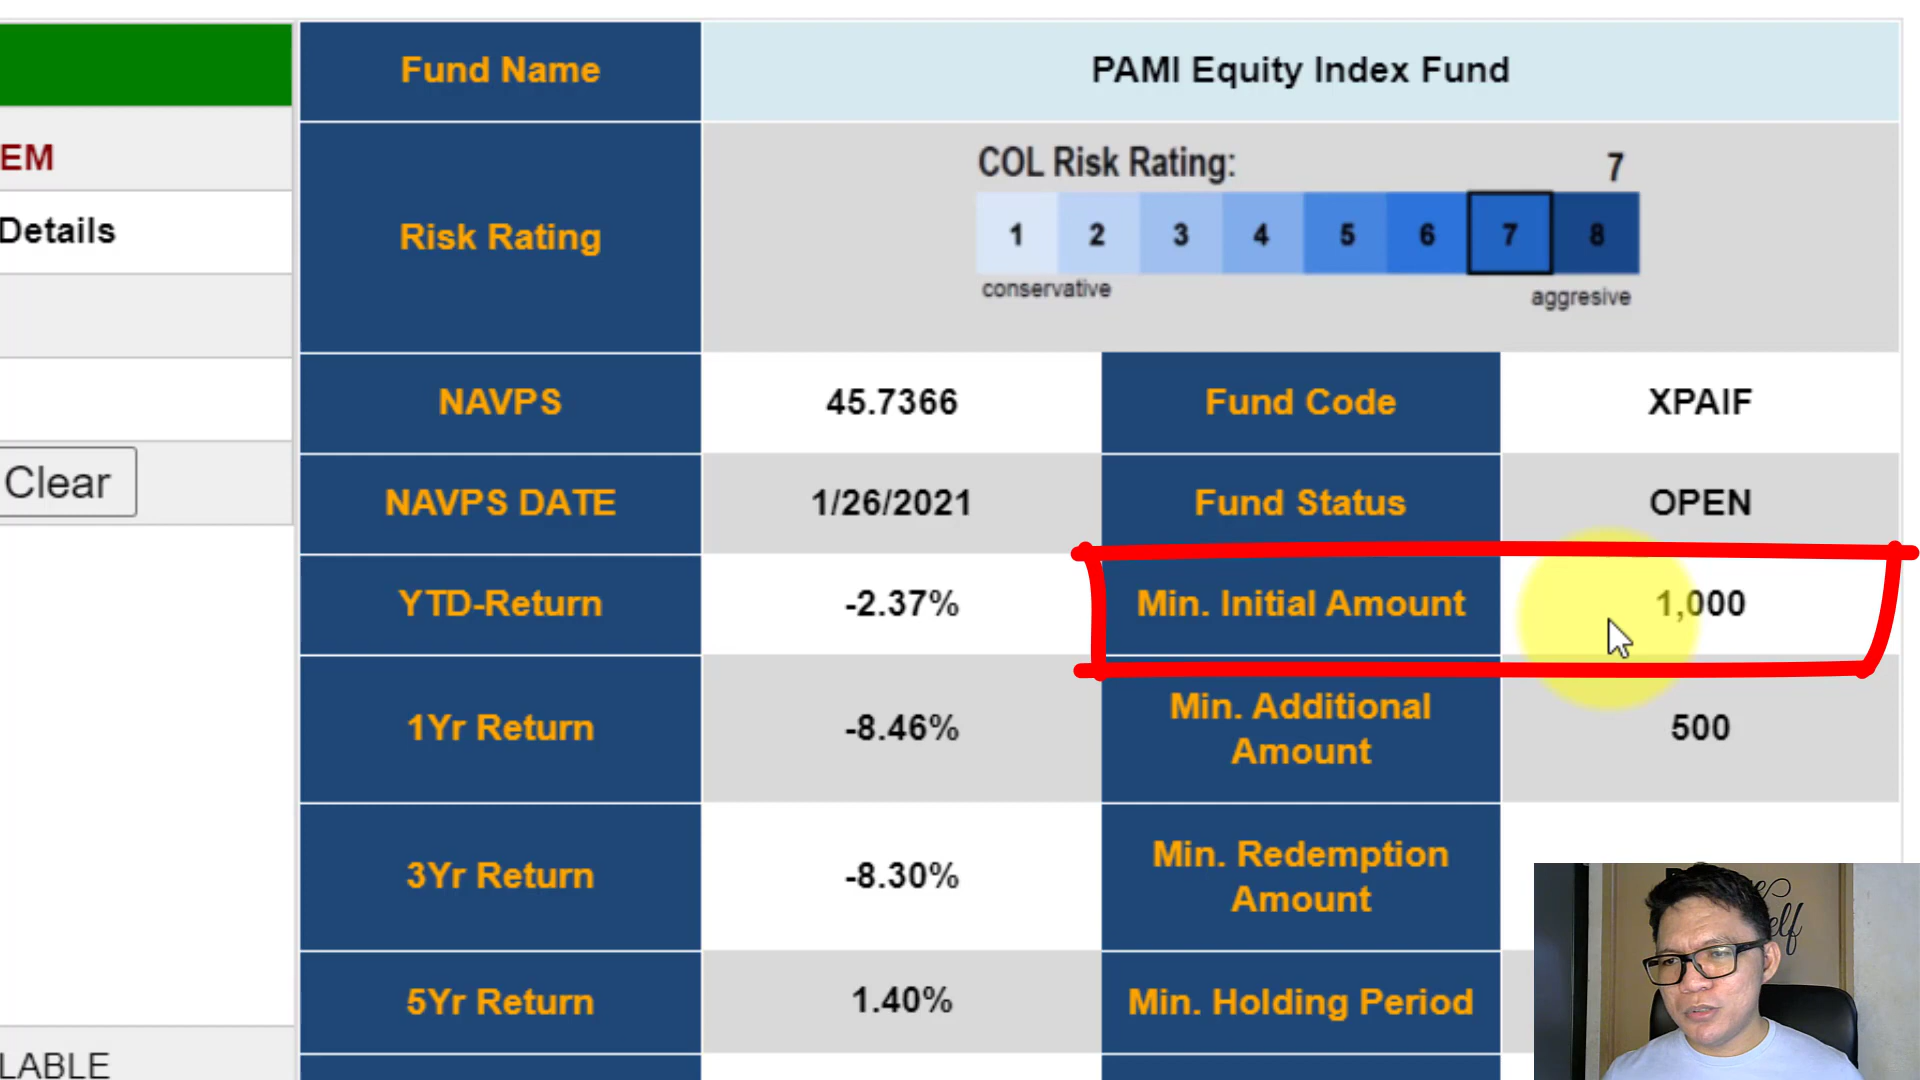 Fund Name
PAMI Equity Index Fund
EM
Details
Clear
LABLE
Risk Rating
COL Risk Rating:
7
1 2 3 4 5 6 7 8
conservative
aggresive
NAVPS
45.7366
Fund Code
XPAIF
NAVPS DATE
1/26/2021
Fund Status
OPEN
YTD-Return
-2.37%
Min. Initial Amount
1,000
1Yr Return
-8.46%
Min. Additional
Amount
500
3Yr Return
-8.30%
Min. Redemption
Amount
5Yr Return
1.40%
Min. Holding Period
elf